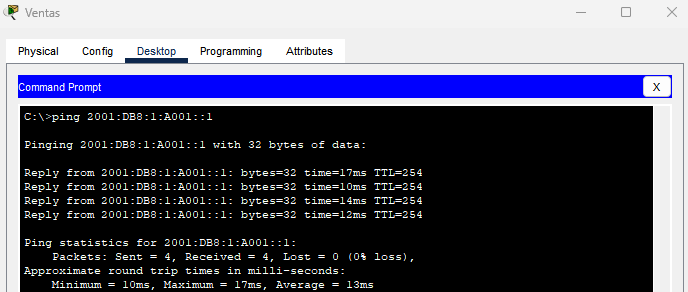 Ventas
Physical Config Desktop Programming Attributes
Command Prompt X
C:\>ping 2001:DB8:1:A001::1
Pinging 2001:DB8:1:A001::1 with 32 bytes of data:
Reply from 2001:DB8:1:A001::1: bytes=32 time=17ms TTL=254
Reply from 2001:DB8:1:A001::1: bytes=32 time=10ms TTL=254
Reply from 2001:DB8:1:A001::1: bytes=32 time=14ms TTL=254
Reply from 2001:DB8:1:A001::1: bytes=32 time=12ms TTL=254
Ping statistics for 2001:DB8:1:A001::1:
Packets: Sent = 4, Received = 4, Lost = 0 (0% loss),
Approximate round trip times in milli-seconds:
Minimum = 10ms, Maximum = 17ms, Average = 13ms